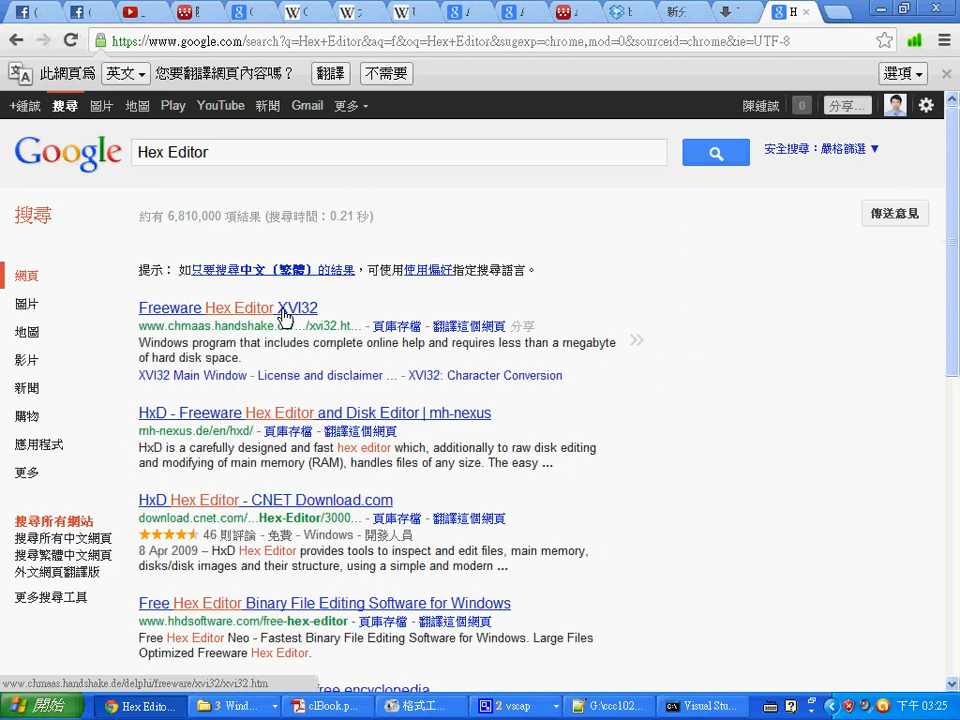 https://www.google.com/search?q=Hex+Editor&aq=f&oq=Hex+Editor&sugexp=chrome,mod=0&sourceid=chrome&ie=UTF-8
此網頁為 英文 您要翻譯網頁內容嗎？ 翻譯 不需要 選項
+鍾誠 搜尋 圖片 地圖 Play YouTube 新聞 Gmail 更多 陳鍾誠 0 分享...
Google Hex Editor 安全搜尋：嚴格篩選 ▼
搜尋 約有 6,810,000 項結果 (搜尋時間：0.21 秒) 傳送意見
網頁
圖片
地圖
影片
新聞
購物
應用程式
更多
搜尋所有網站
搜尋所有中文網頁
搜尋繁體中文網頁
外文網頁翻譯版
更多搜尋工具
提示： 如只要搜尋中文〔繁體〕的結果，可使用使用偏好指定搜尋語言。
Freeware Hex Editor XVI32
www.chmaas.handshake.d.../xvi32.ht... - 頁庫存檔 - 翻譯這個網頁 分享
Windows program that includes complete online help and requires less than a megabyte
of hard disk space.
XVI32 Main Window - License and disclaimer ... - XVI32: Character Conversion
HxD - Freeware Hex Editor and Disk Editor | mh-nexus
mh-nexus.de/en/hxd/ - 頁庫存檔 - 翻譯這個網頁
HxD is a carefully designed and fast hex editor which, additionally to raw disk editing
and modifying of main memory (RAM), handles files of any size. The easy ...
HxD Hex Editor - CNET Download.com
download.cnet.com/...Hex-Editor/3000... - 頁庫存檔 - 翻譯這個網頁
46 則評論 - 免費 - Windows - 開發人員
8 Apr 2009 – HxD Hex Editor provides tools to inspect and edit files, main memory,
disks/disk images and their structure, using a simple and modern ...
Free Hex Editor Binary File Editing Software for Windows
www.hhdsoftware.com/free-hex-editor - 頁庫存檔 - 翻譯這個網頁
Free Hex Editor Neo - Fastest Binary File Editing Software for Windows. Large Files
Optimized Freeware Hex Editor.
free encyclopedia
www.chmaas.handshake.de/delphi/freeware/xvi32/xvi32.htm
開始 Hex Edito... 3 Wind... clBook.p... 格式工... 2 vscap G:\ccc102... Visual Stu... 下午 03:25